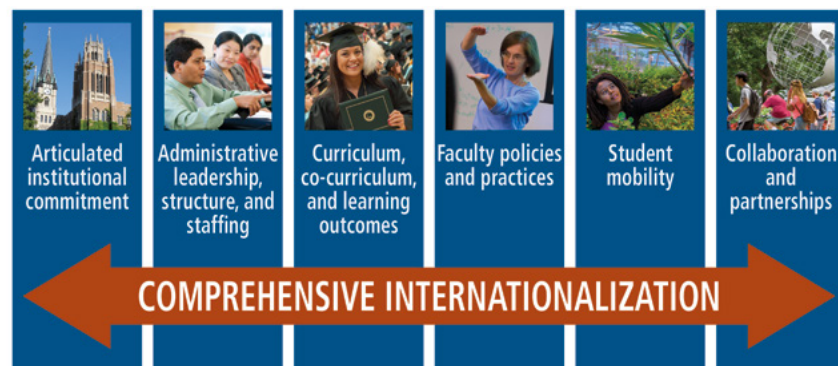 Articulated
institutional
commitment
Administrative
leadership,
structure, and
staffing
Curriculum,
co-curriculum,
and learning
outcomes
Faculty policies
and practices
Student
mobility
Collaboration
and
partnerships
COMPREHENSIVE INTERNATIONALIZATION